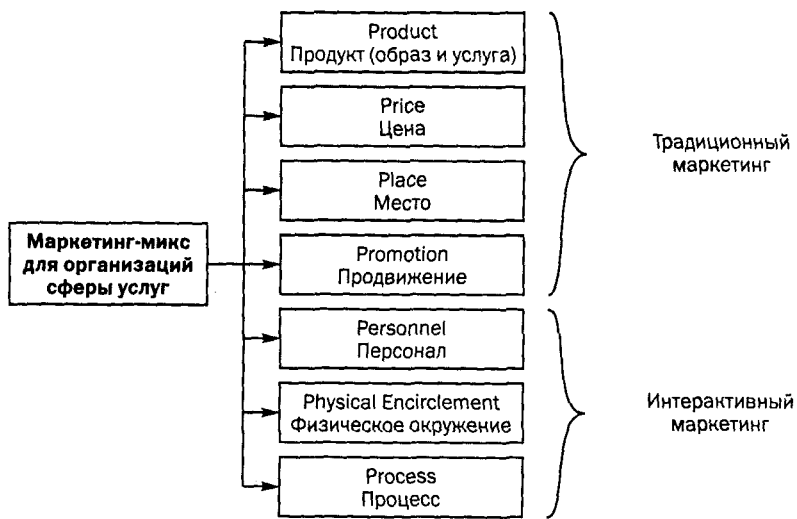 Маркетинг-микс
для организаций
сферы услуг
Product
Продукт (образ и услуга)
Price
Цена
Place
Место
Promotion
Продвижение
Personnel
Персонал
Physical Encirclement
Физическое окружение
Process
Процесс
Традиционный
маркетинг
Интерактивный
маркетинг